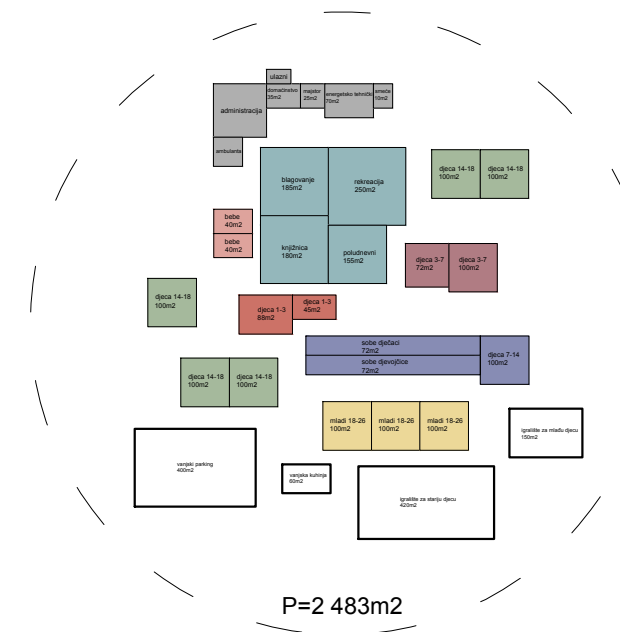 ulazni
domaćinstvo
35m2
majstor
25m2
energetsko tehnički
70m2
smeće
10m2
administracija
ambulanta
blagovanje
185m2
rekreacija
250m2
djeca 14-18
100m2
djeca 14-18
100m2
bebe
40m2
bebe
40m2
knjižnica
180m2
poludnevni
155m2
djeca 3-7
72m2
djeca 3-7
100m2
djeca 14-18
100m2
djeca 1-3
88m2
djeca 1-3
45m2
sobe dječaci
72m2
sobe djevojčice
72m2
djeca 7-14
100m2
djeca 14-18
100m2
djeca 14-18
100m2
mladi 18-26
100m2
mladi 18-26
100m2
mladi 18-26
100m2
igralište za mlađu djecu
150m2
vanjski parking
400m2
vanjska kuhinja
60m2
igralište za stariju djecu
420m2
P=2 483m2